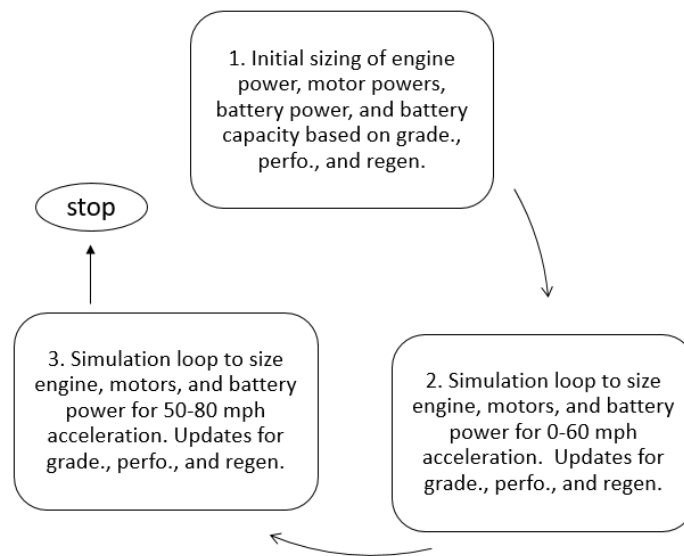 1. Initial sizing of engine
power, motor powers,
battery power, and battery
capacity based on grade.,
perfo., and regen.
stop
3. Simulation loop to size
engine, motors, and battery
power for 50-80 mph
acceleration. Updates for
grade., perfo., and regen.
2. Simulation loop to size
engine, motors, and battery
power for 0-60 mph
acceleration.  Updates for
grade., perfo., and regen.